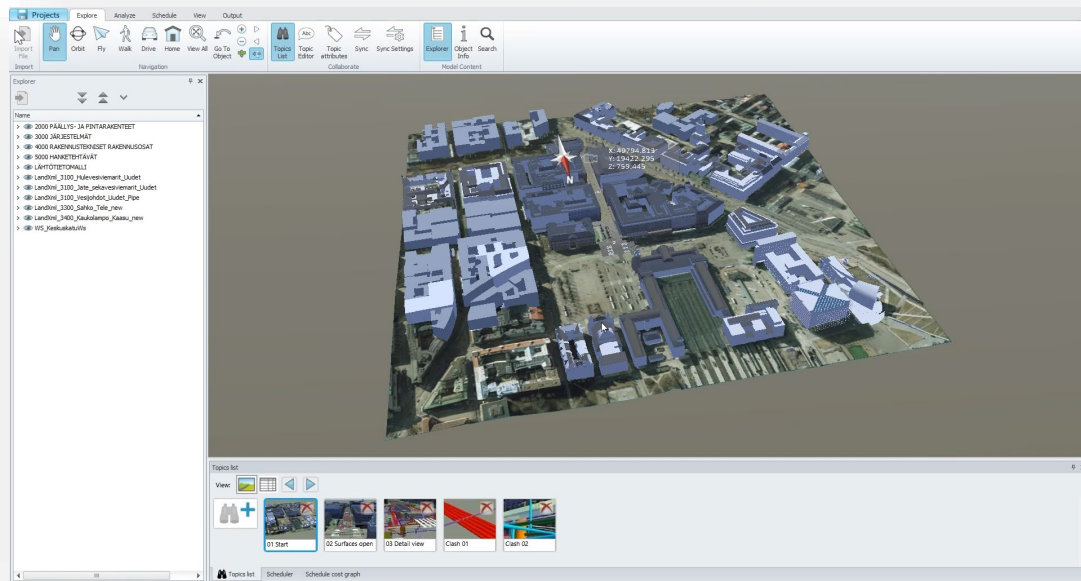 Projects Explore Analyze Schedule View Output
Import File
Pan
Orbit
Fly
Walk
Drive
Home
View All
Go To Object
Topics List
Topic Editor
Abc
Topic attributes
Sync
Sync Settings
Explorer
Object Info
Search
Import Navigation Collaborate Model Content
Explorer
Name
2000 PÄÄLLYS- JA PINTARAKENTEET
3000 JÄRJESTELMÄT
4000 RAKENNUSTEKNISET RAKENNUSOSAT
5000 HANKETEHTÄVÄT
LÄHTÖTIETOMALLI
LandXml_3100_Hulevesiviemarit_Uudet
LandXml_3100_Jate_sekavesiviemarit_Uudet
LandXml_3100_Vesijohdot_Uudet_Pipe
LandXml_3300_Sahko_Tele_new
LandXml_3400_Kaukolampo_Kaasu_new
WS_KeskuskatuWs
X:49794.813
Y:19422.295
Z:759.445
N
Topics list
View:
01 Start
02 Surfaces open
03 Detail view
Clash 01
Clash 02
Topics list Scheduler Schedule cost graph